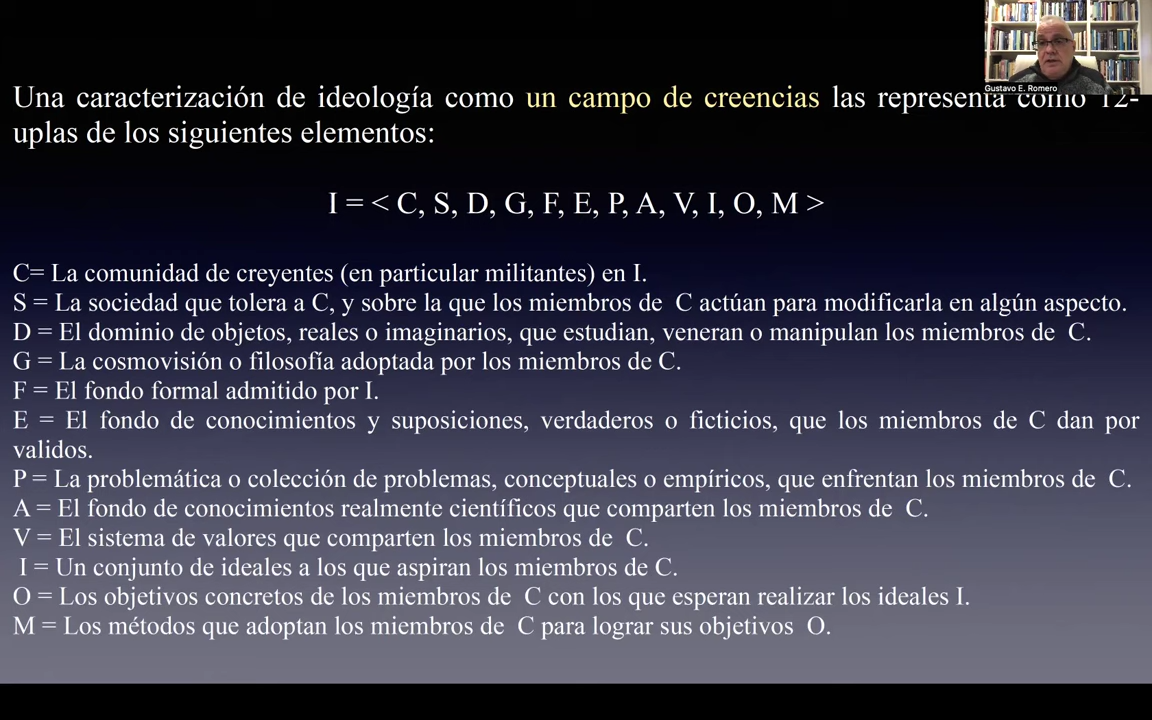 Gustavo E. Romero
Una caracterización de ideología como un campo de creencias las representa como 12-
uplas de los siguientes elementos:
I = < C, S, D, G, F, E, P, A, V, I, O, M >
C= La comunidad de creyentes (en particular militantes) en I.
S = La sociedad que tolera a C, y sobre la que los miembros de C actúan para modificarla en algún aspecto.
D = El dominio de objetos, reales o imaginarios, que estudian, veneran o manipulan los miembros de C.
G = La cosmovisión o filosofía adoptada por los miembros de C.
F = El fondo formal admitido por I.
E = El fondo de conocimientos y suposiciones, verdaderos o ficticios, que los miembros de C dan por
validos.
P = La problemática o colección de problemas, conceptuales o empíricos, que enfrentan los miembros de C.
A = El fondo de conocimientos realmente científicos que comparten los miembros de C.
V = El sistema de valores que comparten los miembros de C.
I = Un conjunto de ideales a los que aspiran los miembros de C.
O = Los objetivos concretos de los miembros de C con los que esperan realizar los ideales I.
M = Los métodos que adoptan los miembros de C para lograr sus objetivos O.